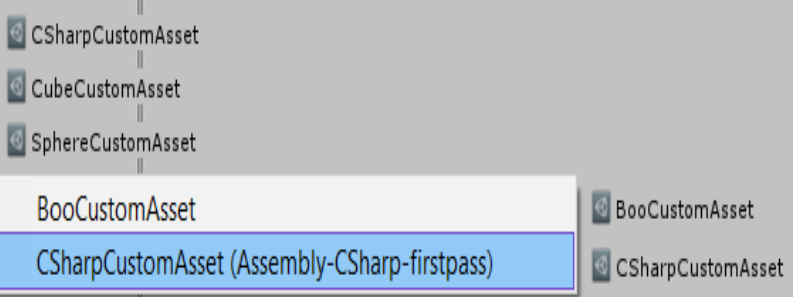 CSharpCustomAsset
CubeCustomAsset
SphereCustomAsset
BooCustomAsset
CSharpCustomAsset (Assembly-CSharp-firstpass)
BooCustomAsset
CSharpCustomAsset